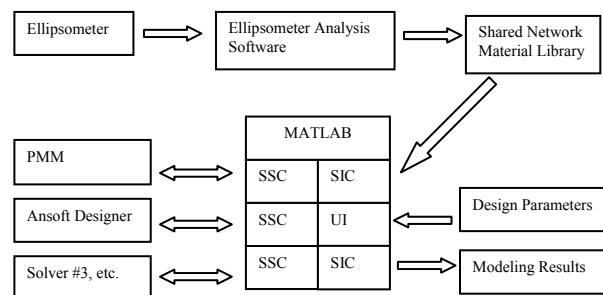 Ellipsometer
Ellipsometer Analysis
Software
Shared Network
Material Library
MATLAB
PMM
SSC
SIC
Ansoft Designer
SSC
UI
Design Parameters
Solver #3, etc.
SSC
SIC
Modeling Results